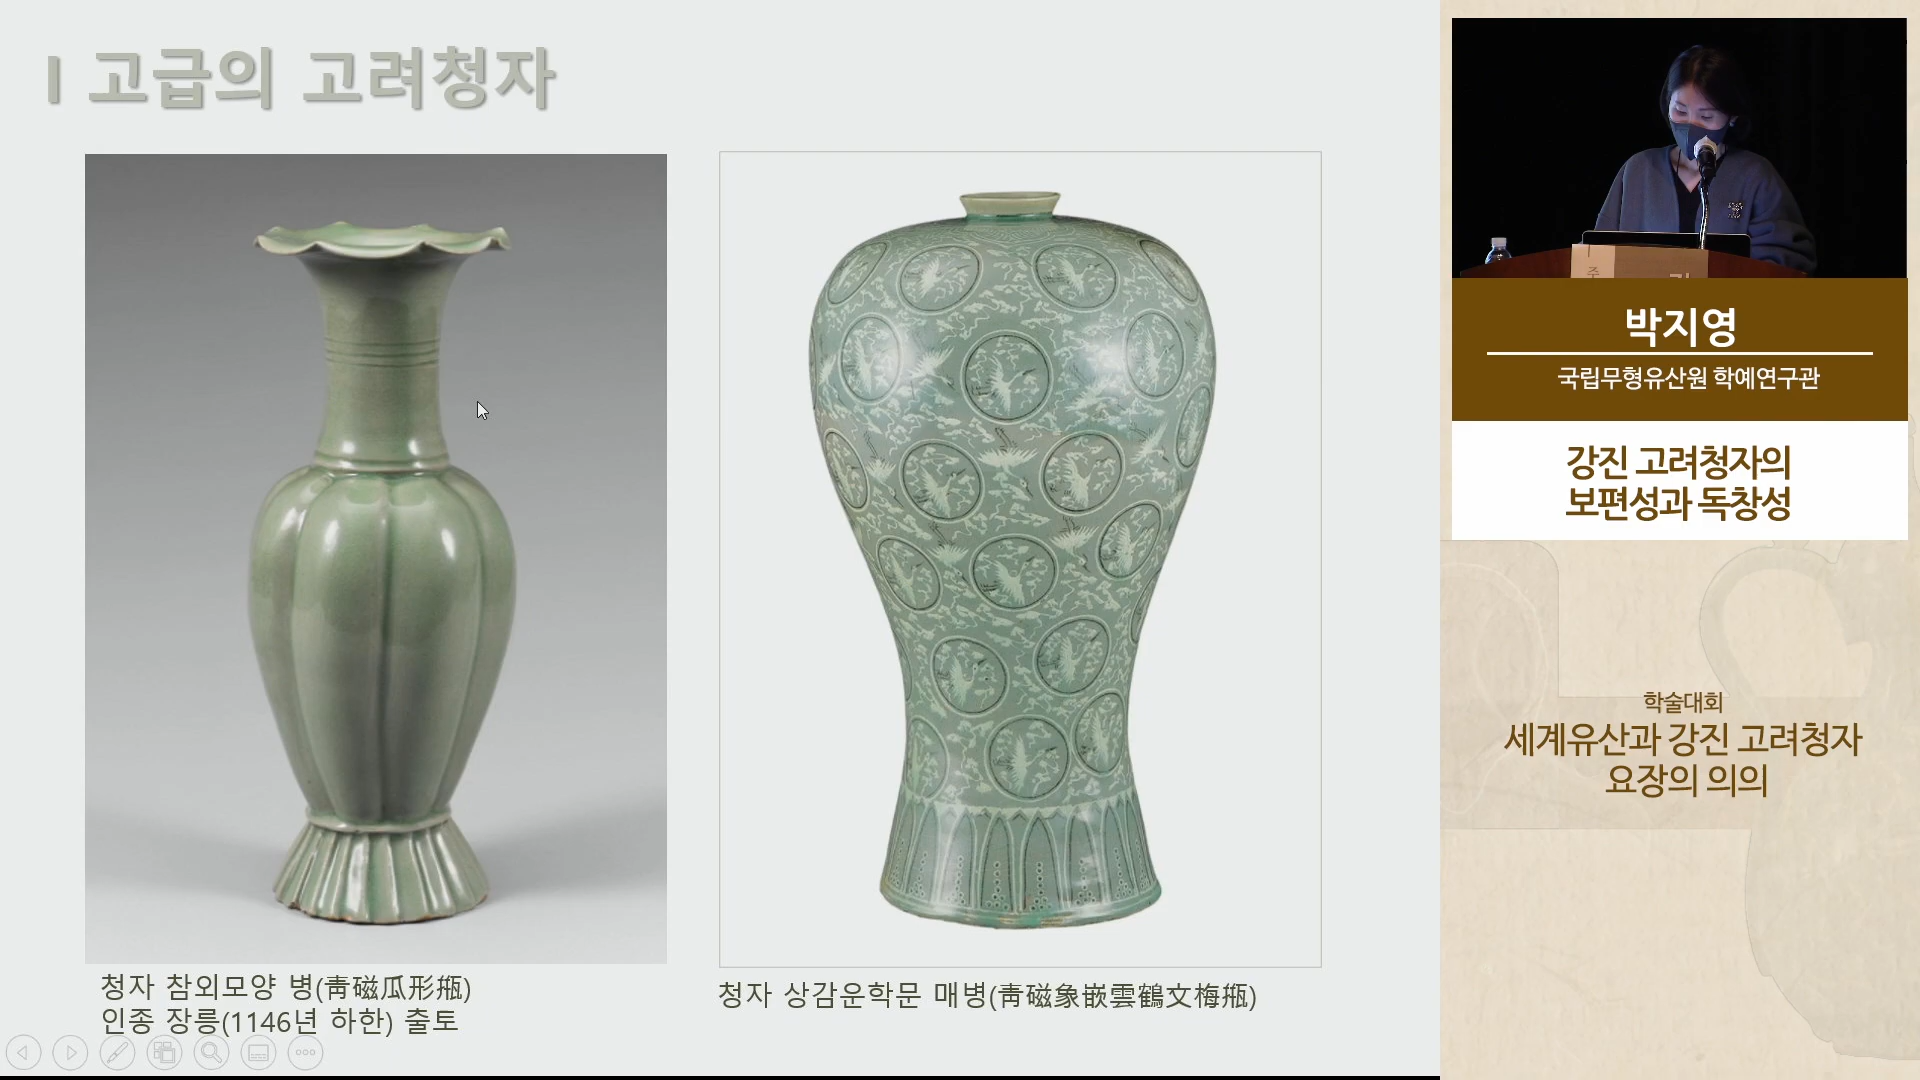 I 고급의 고려청자
청자 참외모양 병(靑磁瓜形甁)
인종 장릉(1146년 하한) 출토
청자 상감운학문 매병(靑磁象嵌雲鶴文梅甁)
박지영
국립무형유산원 학예연구관
강진 고려청자의
보편성과 독창성
학술대회
세계유산과 강진 고려청자
요장의 의의